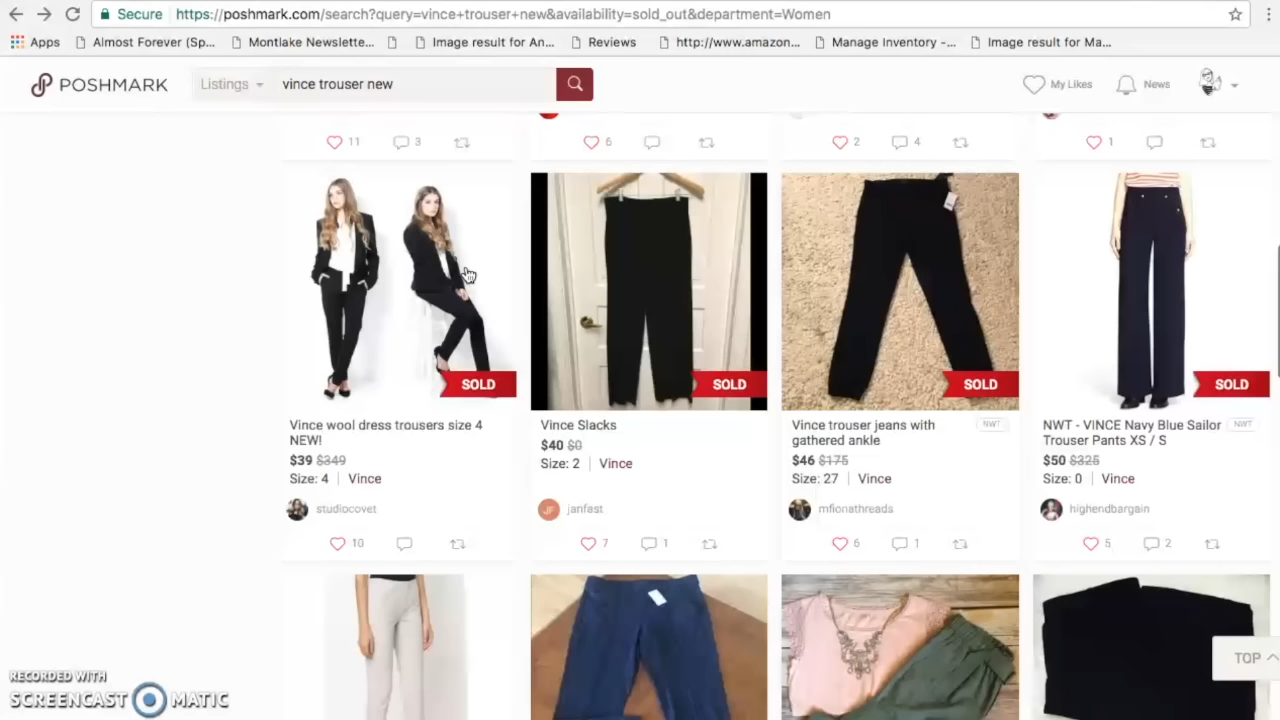 Secure
https://poshmark.com/search?query=vince+trouser+new&availability=sold_out&department=Women
Apps
Almost Forever (Sp...
Montlake Newslette...
Image result for An...
Reviews
http://www.amazon...
Manage Inventory -...
Image result for Ma...
POSHMARK
Listings
vince trouser new
My Likes
News
11
3
6
2
4
1
SOLD
SOLD
SOLD
SOLD
Vince wool dress trousers size 4
NEW!
$39 $349
Size: 4 | Vince
studiocovet
10
Vince Slacks
$40 $0
Size: 2 | Vince
JF
janfast
7
1
Vince trouser jeans with
gathered ankle
NWT
$46 $175
Size: 27 | Vince
mfionathreads
6
1
NWT - VINCE Navy Blue Sailor
Trouser Pants XS / S
NWT
$50 $325
Size: 0 | Vince
highendbargain
5
2
TOP
RECORDED WITH
SCREENCAST MATIC